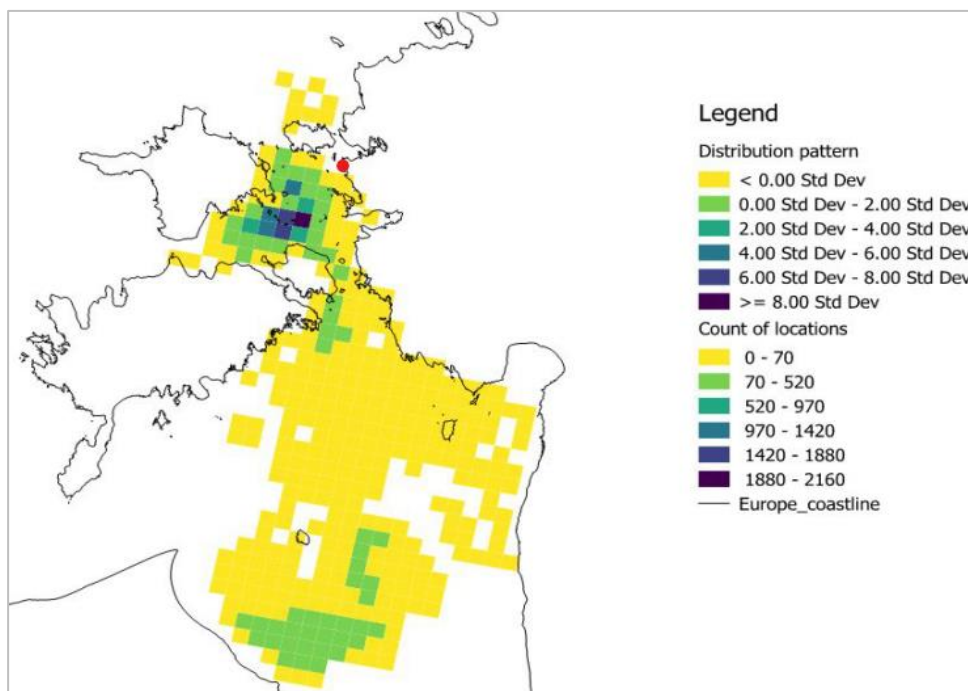 Legend
Distribution pattern
< 0.00 Std Dev
0.00 Std Dev - 2.00 Std Dev
2.00 Std Dev - 4.00 Std Dev
4.00 Std Dev - 6.00 Std Dev
6.00 Std Dev - 8.00 Std Dev
>= 8.00 Std Dev
Count of locations
0 - 70
70 - 520
520 - 970
970 - 1420
1420 - 1880
1880 - 2160
Europe_coastline